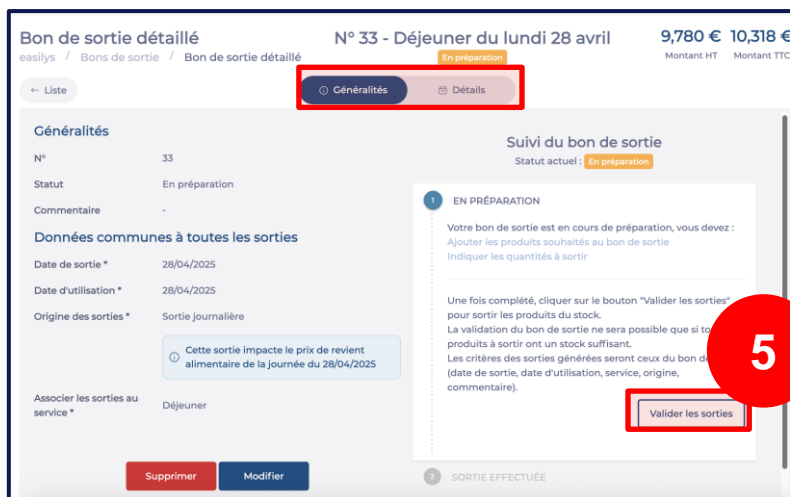 Bon de sortie détaillé
N° 33 - Déjeuner du lundi 28 avril
9,780 € 10,318 €
easilys / Bons de sortie / Bon de sortie détaillé
En préparation
Montant HT Montant TTC
← Liste
Généralités
Détails
Généralités
N° 33
Statut En préparation
Commentaire -
Données communes à toutes les sorties
Date de sortie * 28/04/2025
Date d'utilisation * 28/04/2025
Origine des sorties * Sortie journalière
Cette sortie impacte le prix de revient
alimentaire de la journée du 28/04/2025
Associer les sorties au
service *
Déjeuner
Supprimer
Modifier
Suivi du bon de sortie
Statut actuel : En préparation
1 EN PRÉPARATION
Votre bon de sortie est en cours de préparation, vous devez :
Ajouter les produits souhaités au bon de sortie
Indiquer les quantités à sortir
Une fois complété, cliquer sur le bouton "Valider les sorties"
pour sortir les produits du stock.
La validation du bon de sortie ne sera possible que si
produits à sortir ont un stock suffisant.
Les critères des sorties générées seront ceux du bon
(date de sortie, date d'utilisation, service, origine,
commentaire).
5
Valider les sorties
2 SORTIE EFFECTUÉE